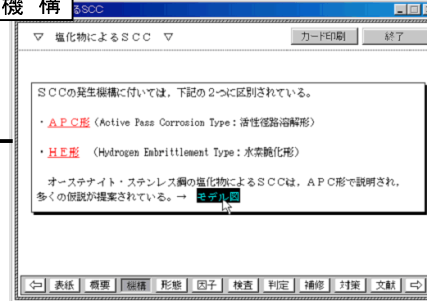 機 構
るSCC
▽ 塩化物によるSCC ▽
カード印刷
終了
SCCの発生機構に付いては，下記の2つに区別されている。
・APC形 (Active Pass Corrosion Type：活性径路溶解形)
・HE形 (Hydrogen Embrittlement Type：水素脆化形)
オーステナイト・ステンレス鋼の塩化物によるSCCは，APC形で説明され，
多くの仮説が提案されている。→ モデル図
表紙 概要 機構 形態 因子 検査 判定 補修 対策 文献